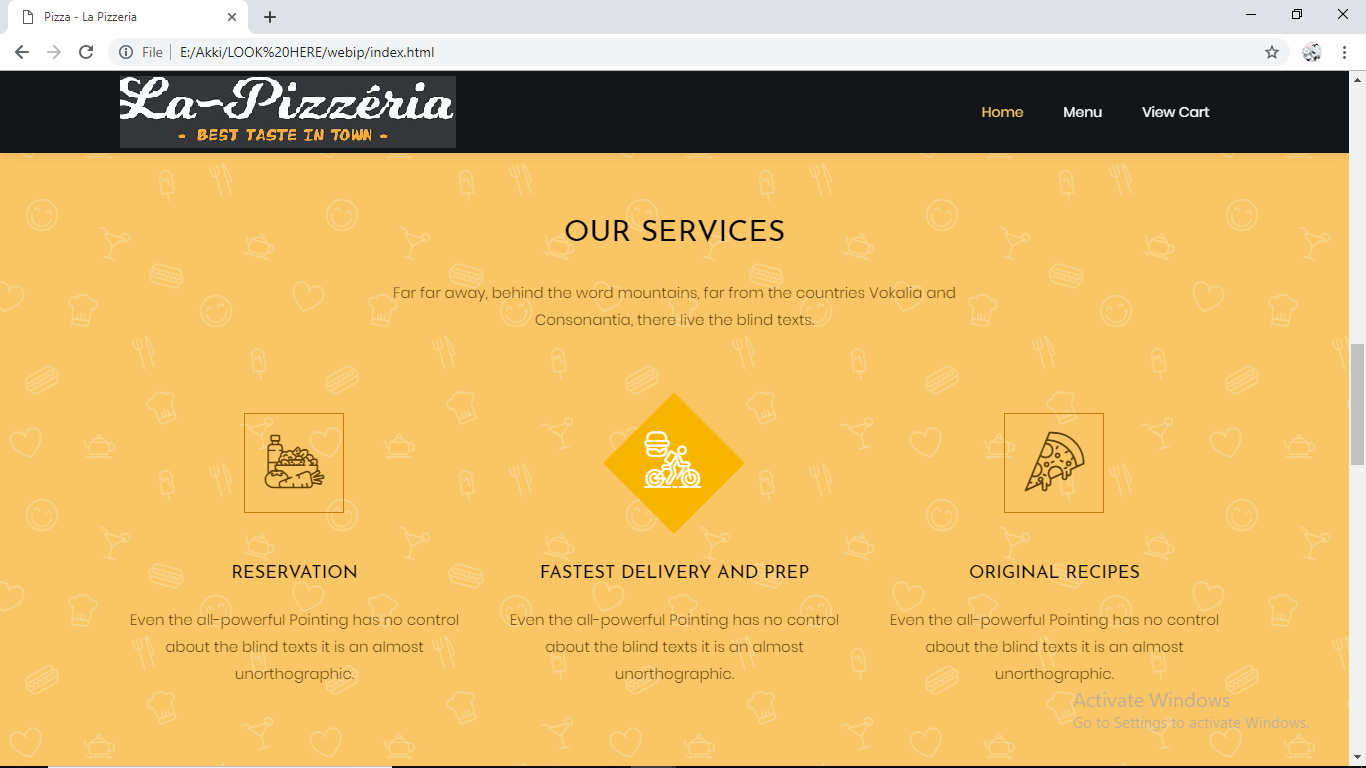 Pizza - La Pizzeria
File
E:/Akki/LOOK%20HERE/webip/index.html
La-Pizzéria
- BEST TASTE IN TOWN -
Home
Menu
View Cart
OUR SERVICES
Far far away, behind the word mountains, far from the countries Vokalia and
Consonantia, there live the blind texts.
RESERVATION
Even the all-powerful Pointing has no control
about the blind texts it is an almost
unorthographic.
FASTEST DELIVERY AND PREP
Even the all-powerful Pointing has no control
about the blind texts it is an almost
unorthographic.
ORIGINAL RECIPES
Even the all-powerful Pointing has no control
about the blind texts it is an almost
unorthographic.
Activate Windows
Go to Settings to activate Windows.